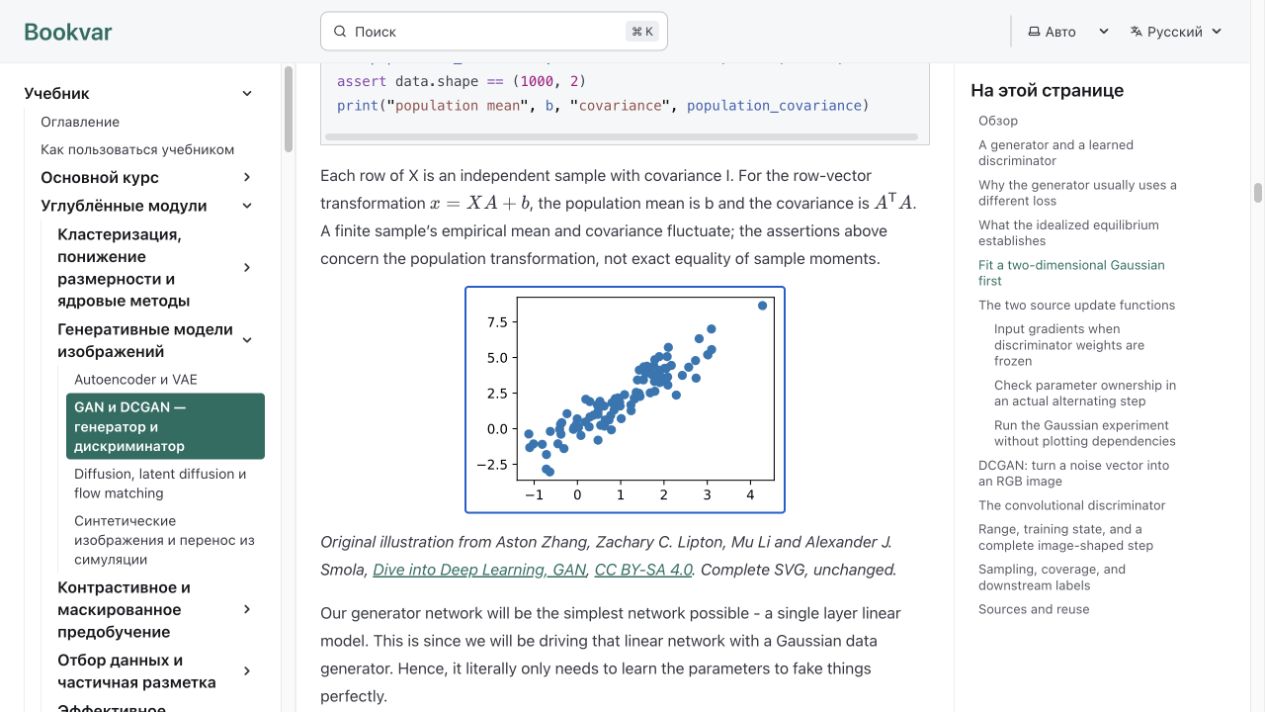 Bookvar
Поиск
⌘ K
Авто
Русский
Учебник
Оглавление
Как пользоваться учебником
Основной курс
Углублённые модули
Кластеризация,
понижение
размерности и
ядровые методы
Генеративные модели
изображений
Autoencoder и VAE
GAN и DCGAN —
генератор и
дискриминатор
Diffusion, latent diffusion и
flow matching
Синтетические
изображения и перенос из
симуляции
Контрастивное и
маскированное
предобучение
Отбор данных и
частичная разметка
Эффективное
assert data.shape == (1000, 2)
print("population mean", b, "covariance", population_covariance)
Each row of X is an independent sample with covariance I. For the row-vector
transformation x = XA + b, the population mean is b and the covariance is A⊤A.
A finite sample’s empirical mean and covariance fluctuate; the assertions above
concern the population transformation, not exact equality of sample moments.
7.5
5.0
2.5
0.0
−2.5
−1 0 1 2 3 4
Original illustration from Aston Zhang, Zachary C. Lipton, Mu Li and Alexander J.
Smola, Dive into Deep Learning, GAN, CC BY-SA 4.0. Complete SVG, unchanged.
Our generator network will be the simplest network possible - a single layer linear
model. This is since we will be driving that linear network with a Gaussian data
generator. Hence, it literally only needs to learn the parameters to fake things
perfectly.
На этой странице
Обзор
A generator and a learned
discriminator
Why the generator usually uses a
different loss
What the idealized equilibrium
establishes
Fit a two-dimensional Gaussian
first
The two source update functions
Input gradients when
discriminator weights are
frozen
Check parameter ownership in
an actual alternating step
Run the Gaussian experiment
without plotting dependencies
DCGAN: turn a noise vector into
an RGB image
The convolutional discriminator
Range, training state, and a
complete image-shaped step
Sampling, coverage, and
downstream labels
Sources and reuse